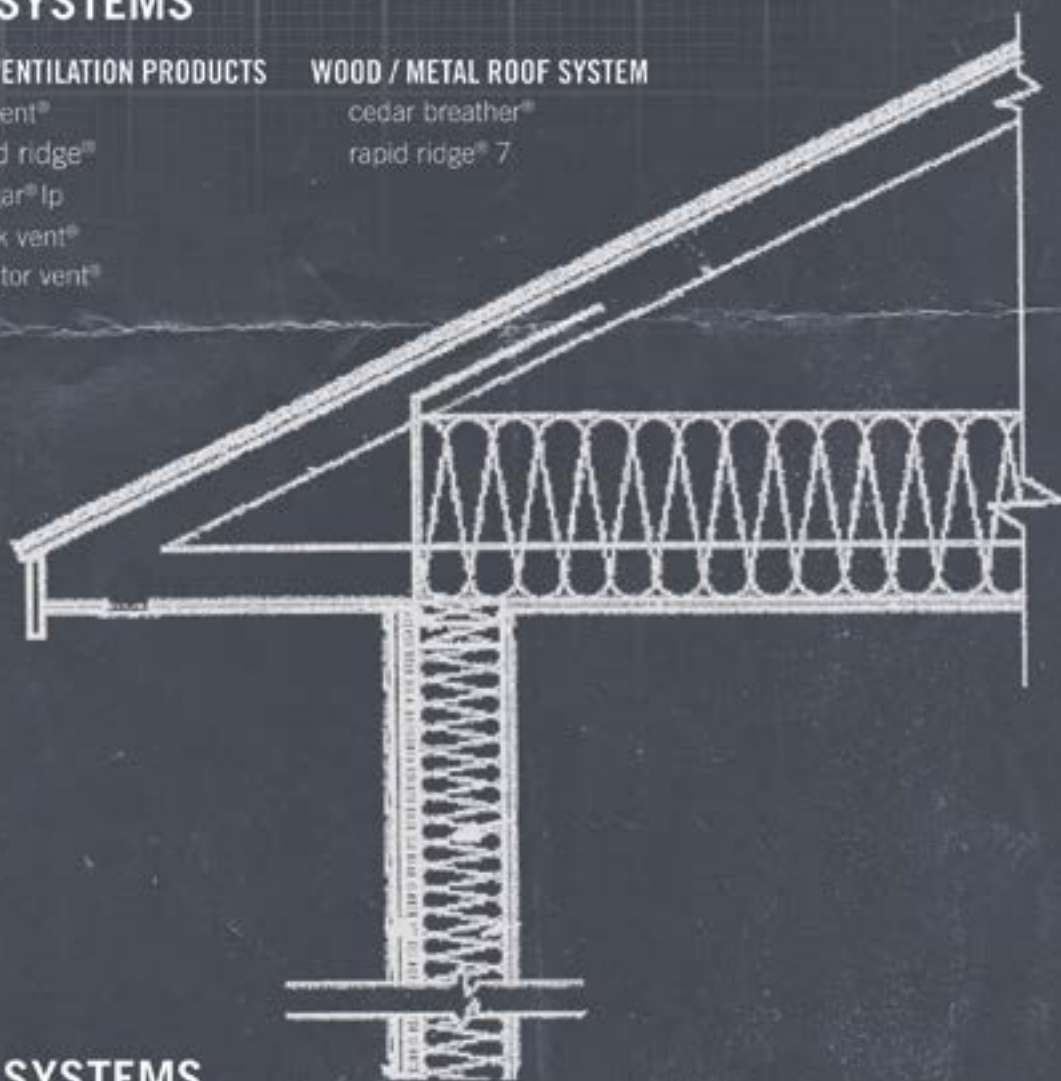 SYSTEMS
ENTILATION PRODUCTS
ent®
d ridge®
ar® lp
k vent®
tor vent®
WOOD / METAL ROOF SYSTEM
cedar breather®
rapid ridge® 7
SYSTEMS